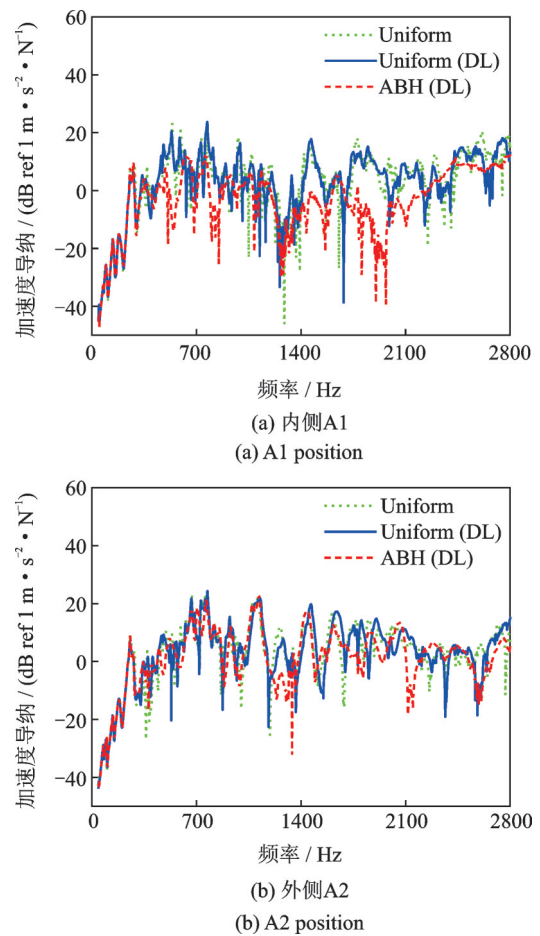 60
40
20
0
−20
−40
加速度导纳 / (dB ref 1 m • s⁻² • N⁻¹)
Uniform
Uniform (DL)
ABH (DL)
0 700 1400 2100 2800
频率 / Hz
(a) 内侧A1
(a) A1 position
60
40
20
0
−20
−40
加速度导纳 / (dB ref 1 m • s⁻² • N⁻¹)
Uniform
Uniform (DL)
ABH (DL)
0 700 1400 2100 2800
频率 / Hz
(b) 外侧A2
(b) A2 position